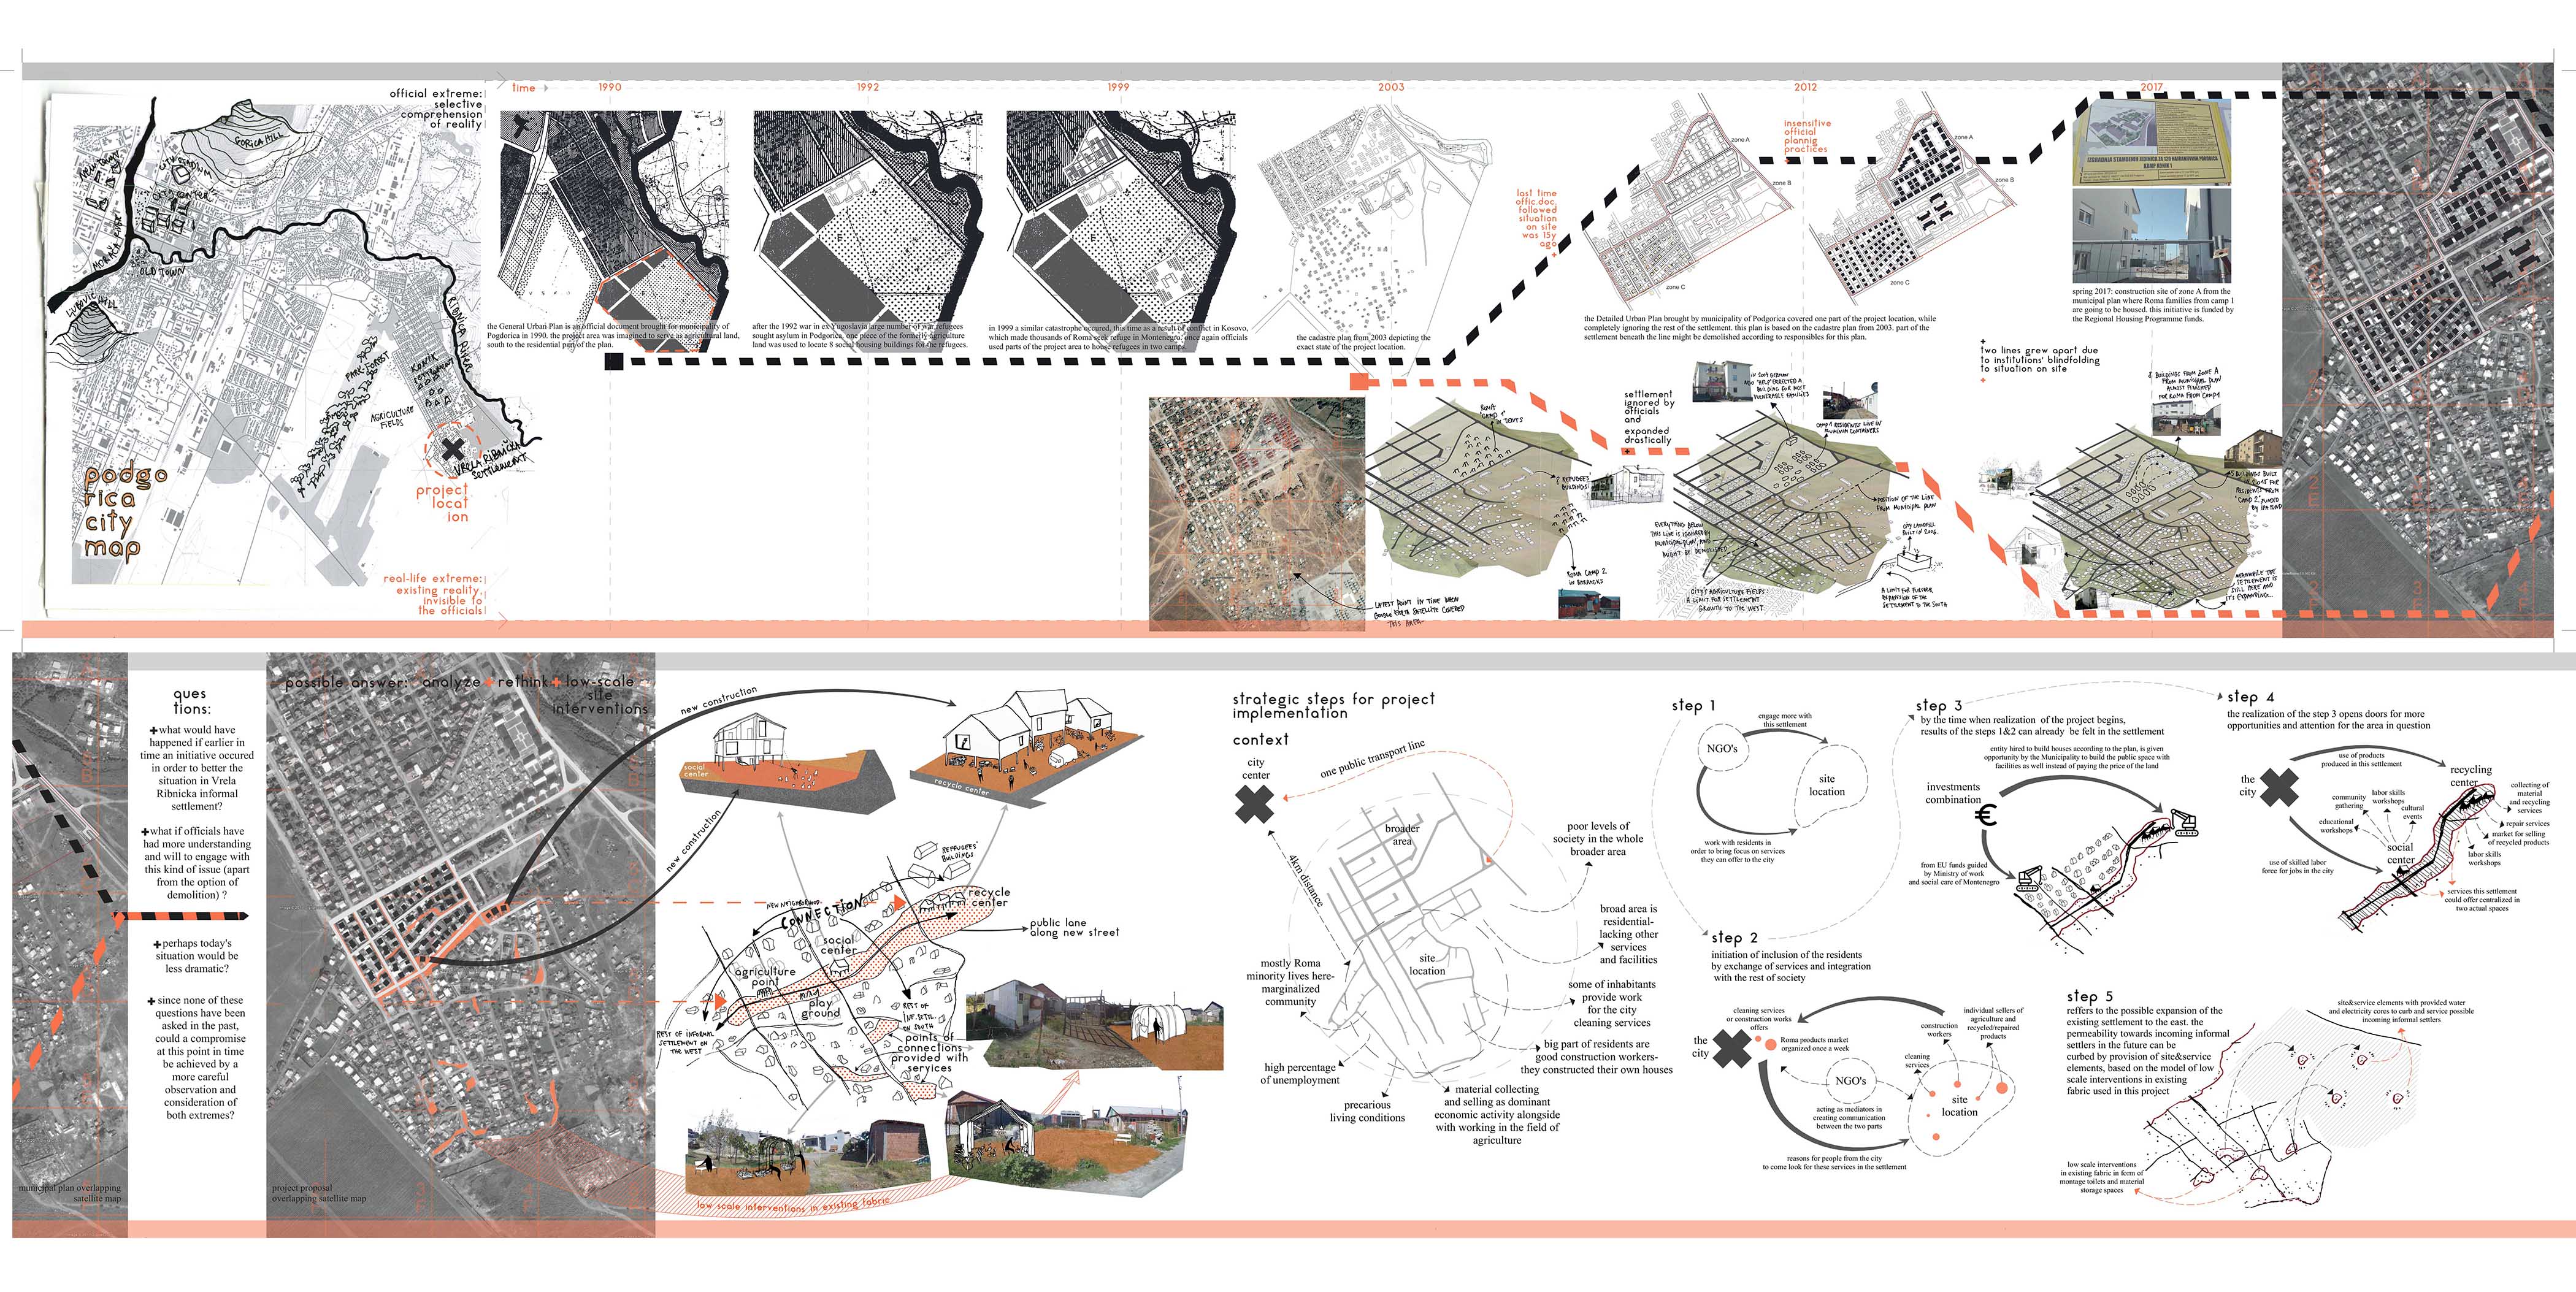 official extreme:
selective
comprehension
of reality
time
1990
1992
1999
2003
2012
2017
GORICA HILL
CITY STADIUM
CITY CENTER
MORAČA RIVER
OLD TOWN
LJUBOVIĆ HILL
RIBNICA RIVER
PARK-FOREST
KONIK
SETTLEMENT
AGRICULTURE
FIELDS
VRELA RIBNIČKA
SETTLEMENT
podgo
rica
city
map
project
locat
ion
real-life extreme:
existing reality,
invisible to
the officials
the General Urban Plan is an official document brought for municipality of
Pogdorica in 1990. the project area was imagined to serve as agricultural land,
south to the residential part of the plan.
after the 1992 war in ex-Yugoslavia large number of war refugees
sought asylum in Podgorica. one piece of the formerly agriculture
land was used to locate 8 social housing buildings for the refugees.
in 1999 a similar catastrophe occured, this time as a result of conflict in Kosovo,
which made thousands of Roma seek refuge in Montenegro. once again officials
used parts of the project area to house refugees in two camps.
the cadastre plan from 2003 depicting the
exact state of the project location.
last time
offic.doc.
followed
situation
on site
was 15y
ago
insensitive
official
plannig
practices
zone A
zone B
zone C
zone A
zone B
zone C
the Detailed Urban Plan brought by municipality of Podgorica covered one part of the project location, while
completely ignoring the rest of the settlement. this plan is based on the cadastre plan from 2003. part of the
settlement beneath the line might be demolished according to responsibles for this plan.
KAMP KONIK 1
spring 2017: construction site of zone A from the
municipal plan where Roma families from camp 1
are going to be housed. this initiative is funded by
the Regional Housing Programme funds.
two lines grew apart due
to institutions' blindfolding
to situation on site
settlement
ignored by
officials
and
expanded
drastically
LATEST POINT IN TIME WHEN
GOOGLE EARTH SATELLITE COVERED
THIS AREA
ROMA
CAMP 1
IN TENTS
8 REFUGEES'
BUILDINGS
ROMA CAMP 2
IN BARRACKS
IN 2009 GERMAN
NGO 'HELP' ERECTED A
BUILDING FOR MOST
VULNERABLE FAMILIES
CAMP 1 RESIDENTS LIVE IN
ALUMINUM CONTAINERS
POSITION OF THE LINE
FROM MUNICIPAL PLAN
EVERYTHING BELOW
THIS LINE IS IGNORED BY
MUNICIPAL PLAN, AND
MIGHT BE DEMOLISHED
CITY LANDFILL
BUILT IN 2006.
CITY'S AGRICULTURE FIELDS:
A LIMIT FOR SETTLEMENT
GROWTH TO THE WEST
A LIMIT FOR FURTHER
EXPANSION OF THE
SETTLEMENT TO THE SOUTH
BUILDINGS FROM ZONE A
FROM MUNICIPAL PLAN
ALMOST FINISHED
FOR ROMA FROM CAMP 1
MEANWHILE THE
SETTLEMENT IS
STILL HERE AND
IT'S EXPANDING...
ques
tions:
what would have
happened if earlier in
time an initiative occured
in order to better the
situation in Vrela
Ribnicka informal
settlement?
what if officials have
had more understanding
and will to engage with
this kind of issue (apart
from the option of
demolition) ?
perhaps today's
situation would be
less dramatic?
since none of these
questions have been
asked in the past,
could a compromise
at this point in time
be achieved by a
more careful
observation and
consideration of
both extremes?
municipal plan overlapping
satellite map
possible answer: analyze + rethink + low-scale
site
interventions
project proposal
overlapping satellite map
new construction
new construction
social
center
recycle center
REFUGEES'
BUILDINGS
recycle
center
NEW NEIGHBORHOOD
CONNECTION
social
center
public lane
along new street
agriculture
point
play
ground
REST OF INFORMAL
SETTLEMENT ON
THE WEST
REST OF
INF. SETTL.
ON SOUTH
points of
connections
provided with
services
low scale interventions in existing fabric
strategic steps for project
implementation
context
city
center
one public transport line
4km distance
broader
area
site
location
poor levels of
society in the whole
broader area
broad area is
residential-
lacking other
services
and facilities
some of inhabitants
provide work
for the city
cleaning services
big part of residents are
good construction workers-
they constructed their own houses
material collecting
and selling as dominant
economic activity alongside
with working in the field of
agriculture
precarious
living conditions
high percentage
of unemployment
mostly Roma
minority lives here-
marginalized
community
step 1
engage more with
this settlement
NGO's
site
location
work with residents in
order to bring focus on services
they can offer to the city
step 2
initiation of inclusion of the residents
by exchange of services and integration
with the rest of society
cleaning services
or construction works
offers
the
city
Roma products market
organized once a week
NGO's
acting as mediators in
creating communication
between the two parts
cleaning
services
construction
workers
individual sellers of
agriculture and
recycled/repaired
products
site
location
reasons for people from the city
to come look for these services in the settlement
step 3
by the time when realization of the project begins,
results of the steps 1&2 can already be felt in the settlement
entity hired to build houses according to the plan, is given
opportunity by the Municipality to build the public space with
facilities as well instead of paying the price of the land
investments
combination
€
from EU funds guided
by Ministry of work
and social care of Montenegro
step 4
the realization of the step 3 opens doors for more
opportunities and attention for the area in question
use of products
produced in this settlement
the
city
recycling
center
collecting of
material
and recycling
services
community
gathering
labor skills
workshops
cultural
events
educational
workshops
repair services
market for selling
of recycled products
labor skills
workshops
social
center
use of skilled labor
force for jobs in the city
services this settlement
could offer centralized in
two actual spaces
step 5
reffers to the possible expansion of the
existing settlement to the east. the
permeability towards incoming informal
settlers in the future can be
curbed by provision of site&service
elements, based on the model of low
scale interventions in existing
fabric used in this project
site&service elements with provided water
and electricity cores to curb and service possible
incoming informal settlers
low scale interventions
in existing fabric in form of
montage toilets and material
storage spaces